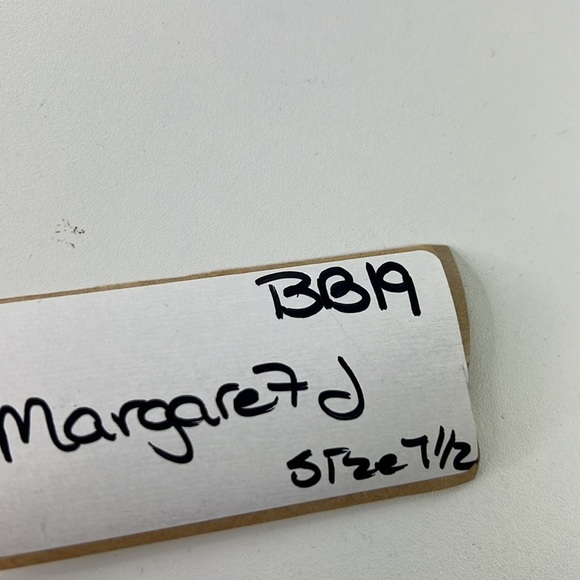 BB19
Margaret J
Size 7 1/2